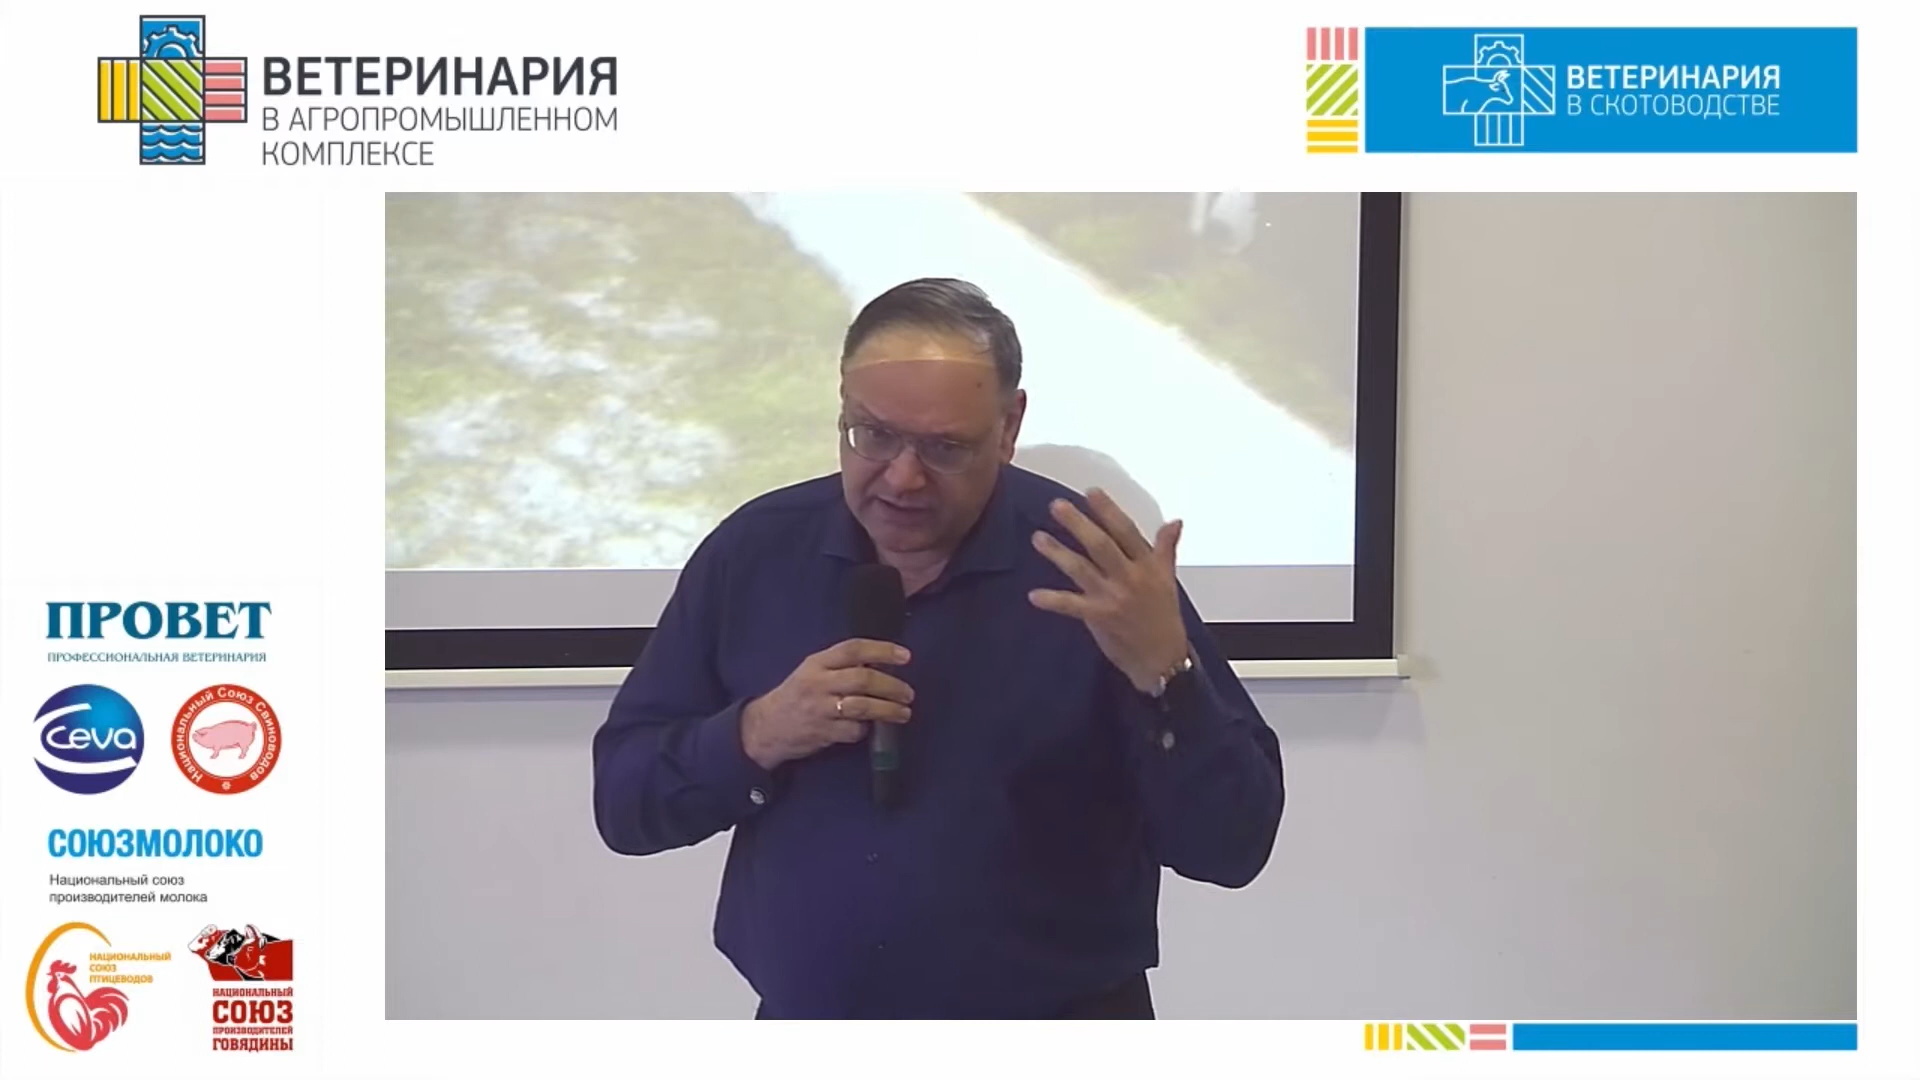 ВЕТЕРИНАРИЯ
В АГРОПРОМЫШЛЕННОМ
КОМПЛЕКСЕ
ВЕТЕРИНАРИЯ
В СКОТОВОДСТВЕ
ПРОВЕТ
ПРОФЕССИОНАЛЬНАЯ ВЕТЕРИНАРИЯ
Ceva
Национальный Союз Свиноводов
СОЮЗМОЛОКО
Национальный союз
производителей молока
НАЦИОНАЛЬНЫЙ
СОЮЗ
ПТИЦЕВОДОВ
НАЦИОНАЛЬНЫЙ
СОЮЗ
ПРОИЗВОДИТЕЛЕЙ
ГОВЯДИНЫ